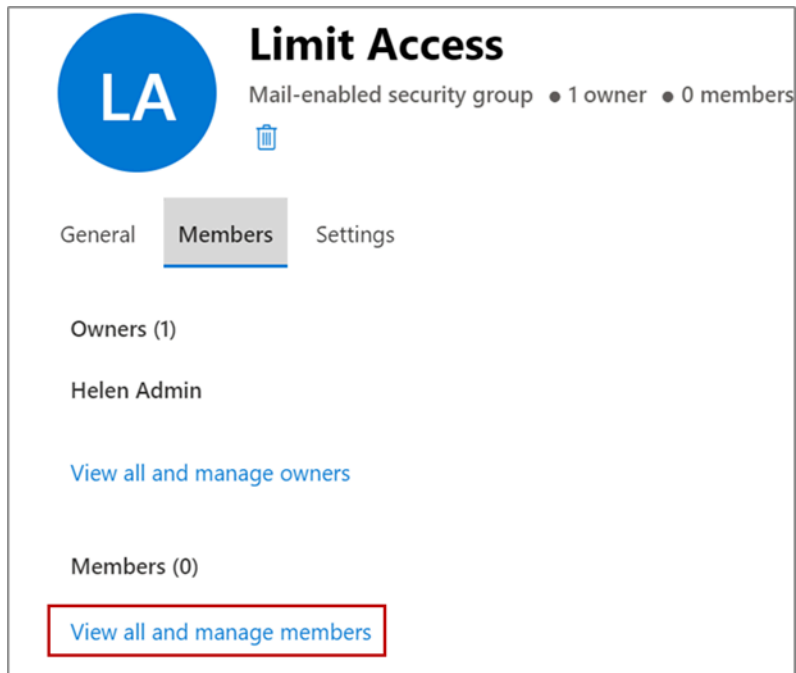 LA
Limit Access
Mail-enabled security group ● 1 owner ● 0 members
General Members Settings
Owners (1)
Helen Admin
View all and manage owners
Members (0)
View all and manage members